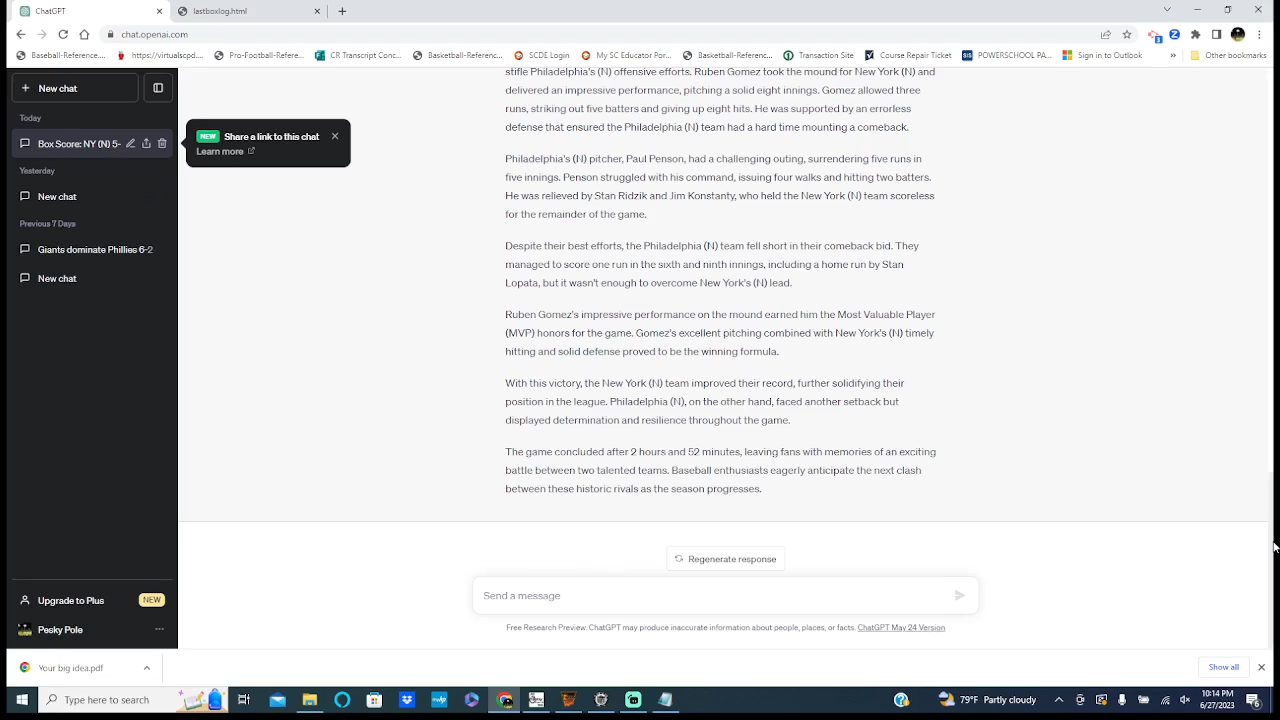 ChatGPT
lastboxlog.html
chat.openai.com
Baseball-Reference...
https://virtualscpd...
Pro-Football-Refere...
CR Transcript Conc...
Basketball-Referenc...
SCDE Login
My SC Educator Por...
Basketball-Referenc...
Transaction Site
Course Repair Ticket
SIS
POWERSCHOOL PA...
Sign in to Outlook
»
Other bookmarks
+ New chat
Today
Box Score: NY (N) 5-
Yesterday
New chat
Previous 7 Days
Giants dominate Phillies 6-2
New chat
NEW Share a link to this chat
Learn more
stifle Philadelphia's (N) offensive efforts. Ruben Gomez took the mound for New York (N) and
delivered an impressive performance, pitching a solid eight innings. Gomez allowed three
runs, striking out five batters and giving up eight hits. He was supported by an errorless
defense that ensured the Philadelphia (N) team had a hard time mounting a comeback.
Philadelphia's (N) pitcher, Paul Penson, had a challenging outing, surrendering five runs in
five innings. Penson struggled with his command, issuing four walks and hitting two batters.
He was relieved by Stan Ridzik and Jim Konstanty, who held the New York (N) team scoreless
for the remainder of the game.
Despite their best efforts, the Philadelphia (N) team fell short in their comeback bid. They
managed to score one run in the sixth and ninth innings, including a home run by Stan
Lopata, but it wasn't enough to overcome New York's (N) lead.
Ruben Gomez's impressive performance on the mound earned him the Most Valuable Player
(MVP) honors for the game. Gomez's excellent pitching combined with New York's (N) timely
hitting and solid defense proved to be the winning formula.
With this victory, the New York (N) team improved their record, further solidifying their
position in the league. Philadelphia (N), on the other hand, faced another setback but
displayed determination and resilience throughout the game.
The game concluded after 2 hours and 52 minutes, leaving fans with memories of an exciting
battle between two talented teams. Baseball enthusiasts eagerly anticipate the next clash
between these historic rivals as the season progresses.
Regenerate response
Send a message
Free Research Preview. ChatGPT may produce inaccurate information about people, places, or facts. ChatGPT May 24 Version
Upgrade to Plus NEW
Peeky Pole
Your big idea.pdf
Show all
Type here to search
79°F Partly cloudy
10:14 PM
6/27/2023